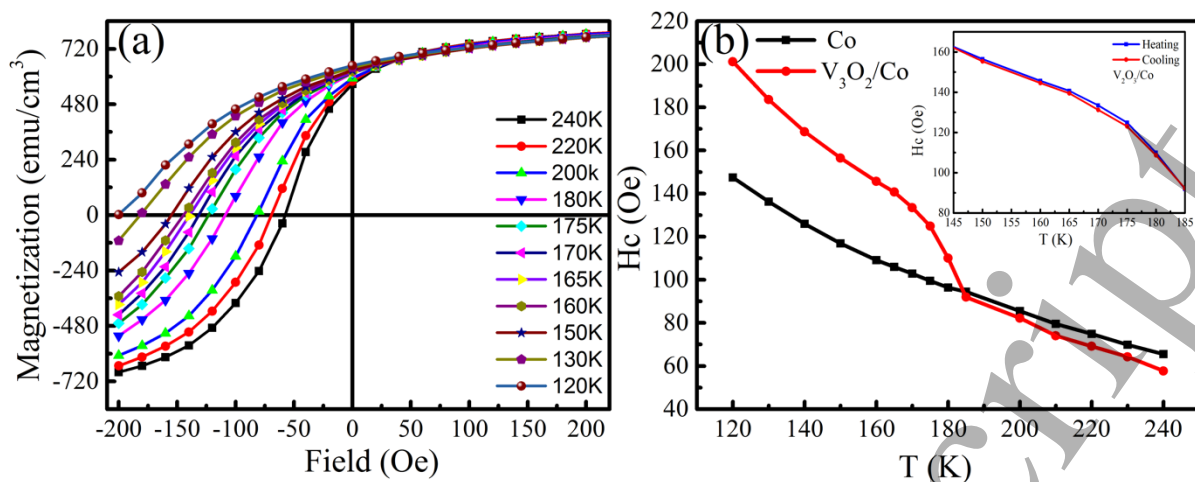 (a)
Magnetization (emu/cm³)
720
480
240
0
-240
-480
-720
240K
220K
200k
180K
175K
170K
165K
160K
150K
130K
120K
-200 -150 -100 -50 0 50 100 150 200
Field (Oe)
(b)
Hc (Oe)
220
200
180
160
140
120
100
80
60
40
Co
V₃O₂/Co
120 140 160 180 200 220 240
T (K)
Hc (Oe)
160
140
120
100
80
Heating
Cooling
V₂O₃/Co
145 150 155 160 165 170 175 180 185
T (K)
cript